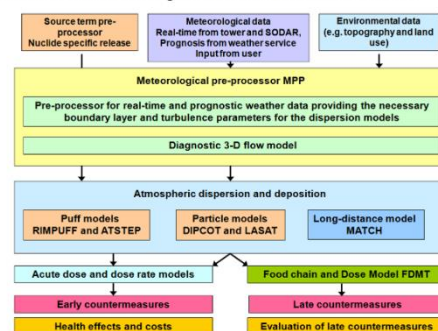 Source term pre-
processor
Nuclide specific release
Meteorological data
Real-time from tower and SODAR,
Prognosis from weather service
Input from user
Environmental data
(e.g. topography and land
use)
Meteorological pre-processor MPP
Pre-processor for real-time and prognostic weather data providing the necessary
boundary layer and turbulence parameters for the dispersion models
Diagnostic 3-D flow model
Atmospheric dispersion and deposition
Puff models
RIMPUFF and ATSTEP
Particle models
DIPCOT and LASAT
Long-distance model
MATCH
Acute dose and dose rate models
Food chain and Dose Model FDMT
Early countermeasures
Late countermeasures
Health effects and costs
Evaluation of late countermeasures